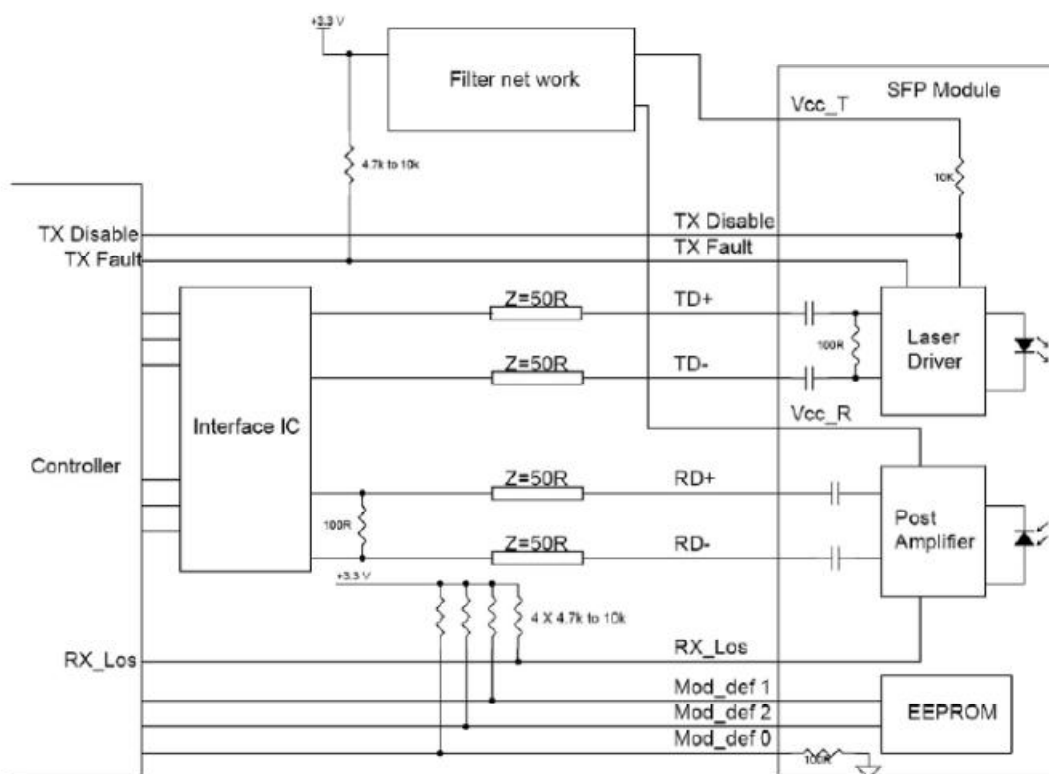 +3.3 V
Filter net work
SFP Module
Vcc_T
4.7k to 10k
10K
TX Disable
TX Disable
TX Fault
TX Fault
Z=50R
TD+
100R
Laser
Driver
Z=50R
TD-
Interface IC
Vcc_R
Controller
Z=50R
RD+
100R
Post
Amplifier
Z=50R
RD-
+3.3 V
4 X 4.7k to 10k
RX_Los
RX_Los
Mod_def 1
EEPROM
Mod_def 2
Mod_def 0
100R